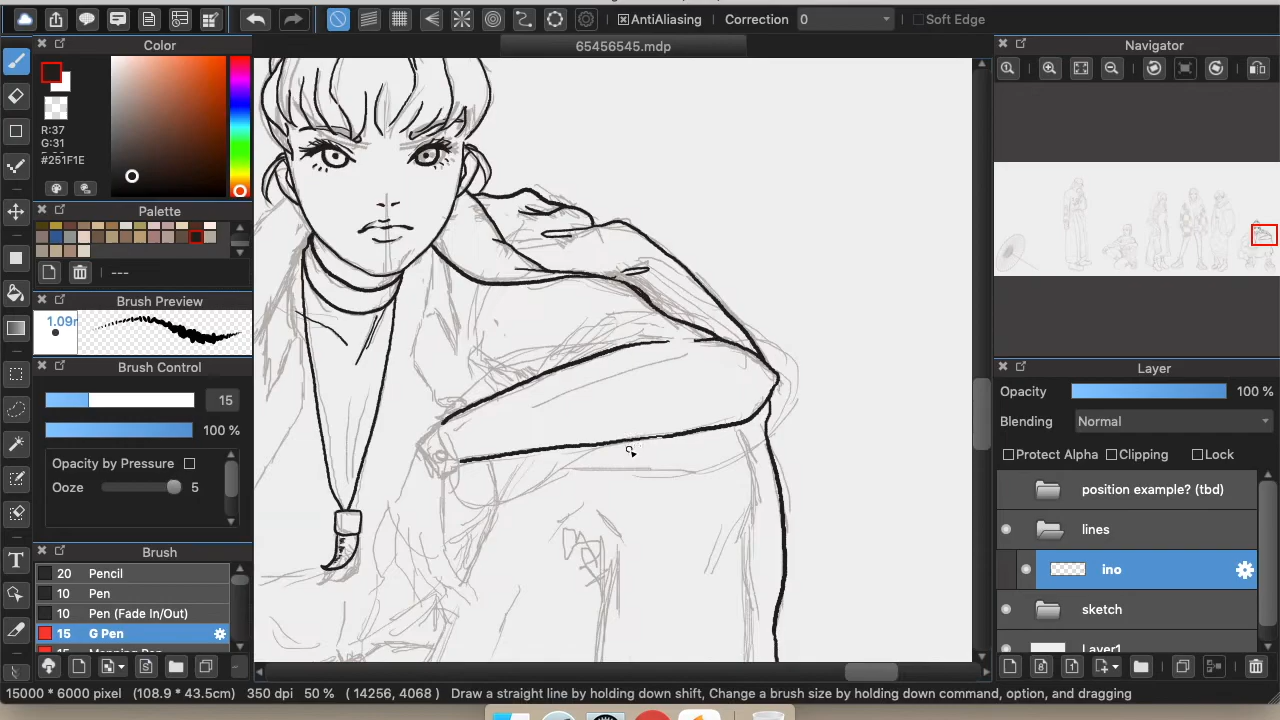 AntiAliasing Correction 0 Soft Edge
Color
65456545.mdp
Navigator
R:37
G:31
#251F1E
Palette
---
Brush Preview
1.09
Brush Control
15
100 %
Opacity by Pressure
Ooze 5
Brush
20 Pencil
10 Pen
10 Pen (Fade In/Out)
15 G Pen
Layer
Opacity 100 %
Blending Normal
Protect Alpha Clipping Lock
position example? (tbd)
lines
ino
sketch
Layer1
15000 * 6000 pixel (108.9 * 43.5cm) 350 dpi 50 % ( 14256, 4068 ) Draw a straight line by holding down shift, Change a brush size by holding down command, option, and dragging